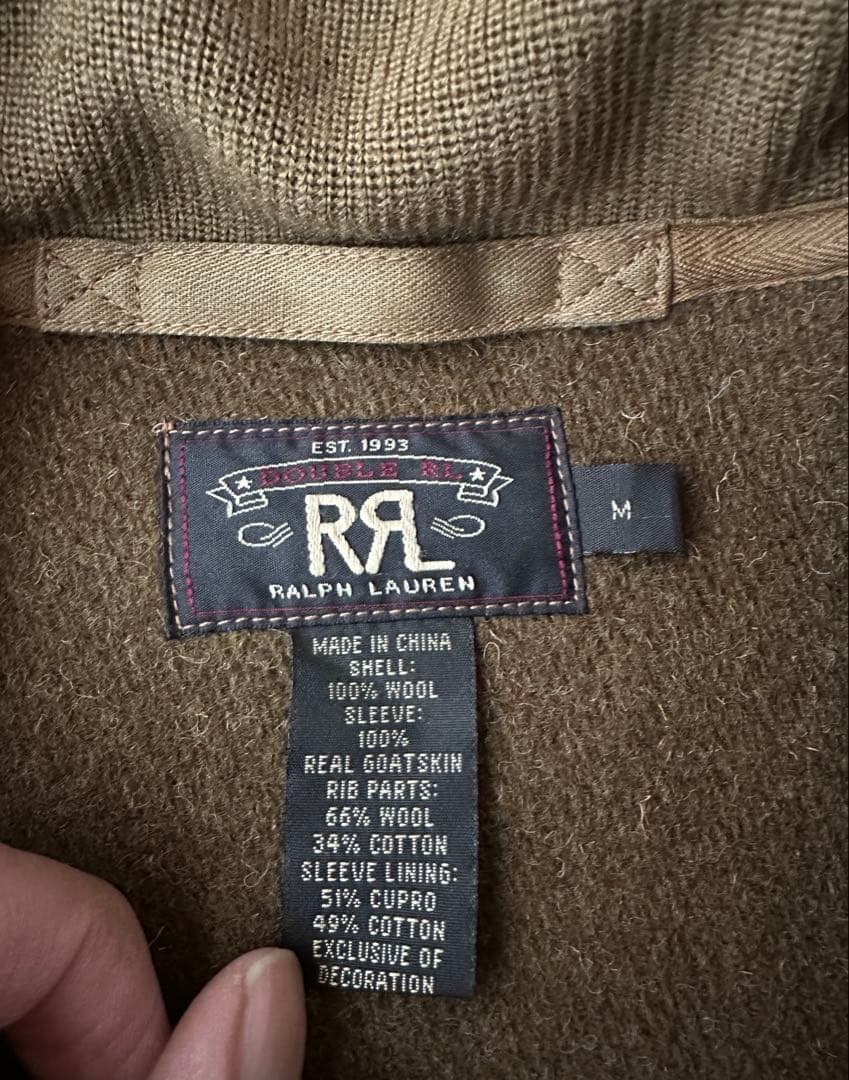 EST. 1993
DOUBLE RL
RRL
RALPH LAUREN
M
MADE IN CHINA
SHELL:
100% WOOL
SLEEVE:
100%
REAL GOATSKIN
RIB PARTS:
66% WOOL
34% COTTON
SLEEVE LINING:
51% CUPRO
49% COTTON
EXCLUSIVE OF
DECORATION